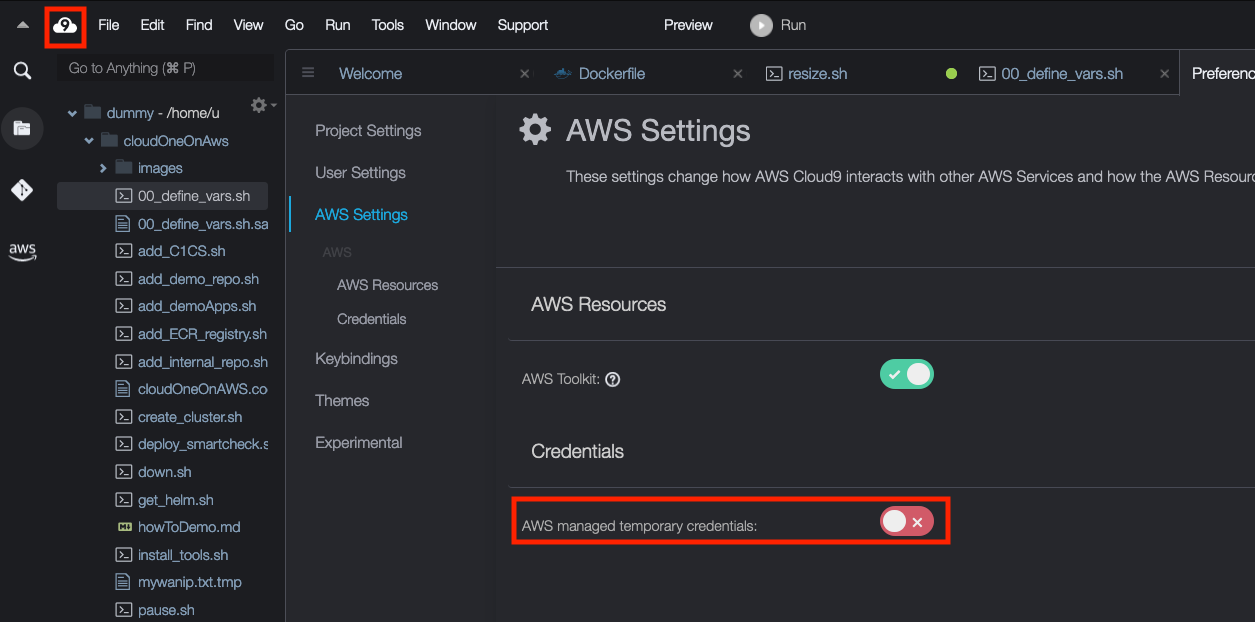 9 File Edit Find View Go Run Tools Window Support Preview Run
Go to Anything (⌘ P)
Welcome Dockerfile resize.sh 00_define_vars.sh Preferenc
dummy - /home/u
cloudOneOnAws
images
00_define_vars.sh
00_define_vars.sh.sa
add_C1CS.sh
add_demo_repo.sh
add_demoApps.sh
add_ECR_registry.sh
add_internal_repo.sh
cloudOneOnAWS.co
create_cluster.sh
deploy_smartcheck.s
down.sh
get_helm.sh
howToDemo.md
install_tools.sh
mywanip.txt.tmp
pause.sh
aws
Project Settings
User Settings
AWS Settings
AWS
AWS Resources
Credentials
Keybindings
Themes
Experimental
AWS Settings
These settings change how AWS Cloud9 interacts with other AWS Services and how the AWS Resourc
AWS Resources
AWS Toolkit: ?
Credentials
AWS managed temporary credentials: